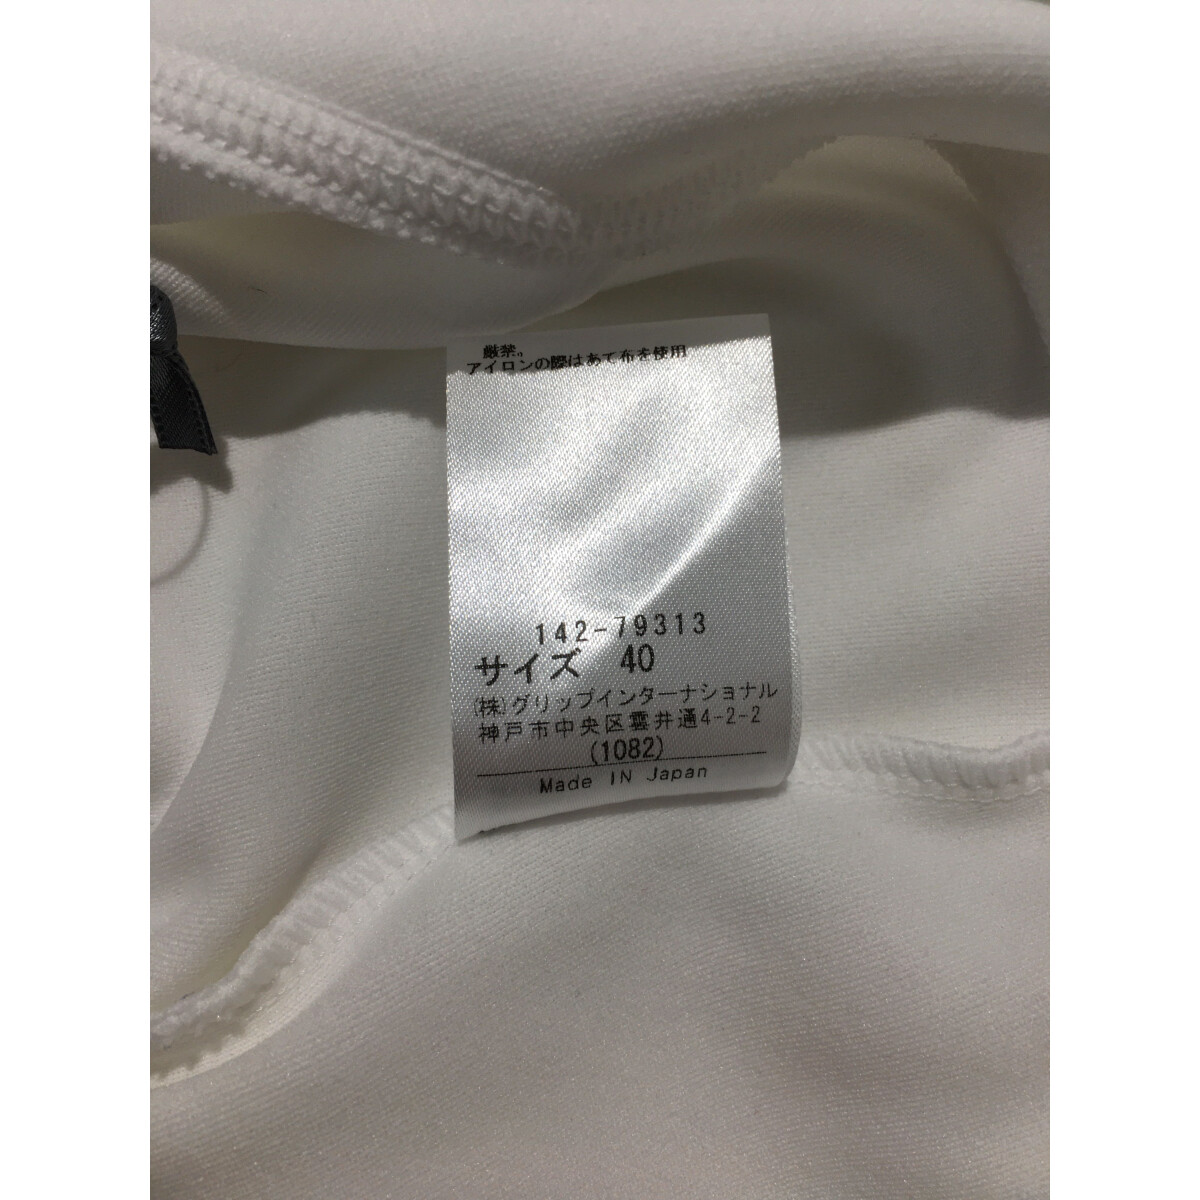 厳禁。
アイロンの際はあて布を使用
142-79313
サイズ 40
(株)グリップインターナショナル
神戸市中央区雲井通4-2-2
(1082)
Made IN Japan